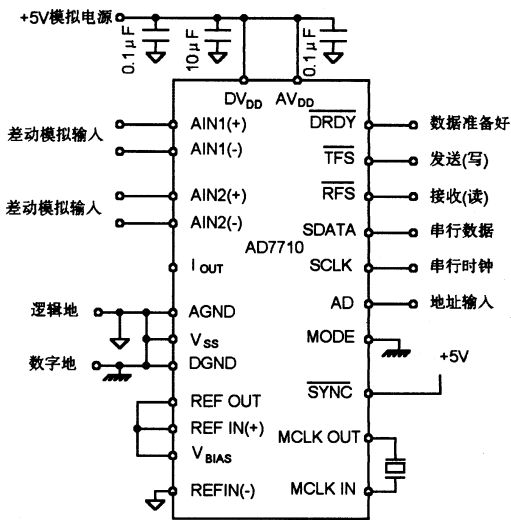 +5V模拟电源
0.1μF
10μF
0.1μF
DVDD AVDD
差动模拟输入
AIN1(+)
AIN1(-)
差动模拟输入
AIN2(+)
AIN2(-)
IOUT
逻辑地
AGND
VSS
数字地
DGND
REF OUT
REF IN(+)
VBIAS
REFIN(-)
AD7710
DRDY 数据准备好
TFS 发送(写)
RFS 接收(读)
SDATA 串行数据
SCLK 串行时钟
AD 地址输入
MODE
+5V
SYNC
MCLK OUT
MCLK IN